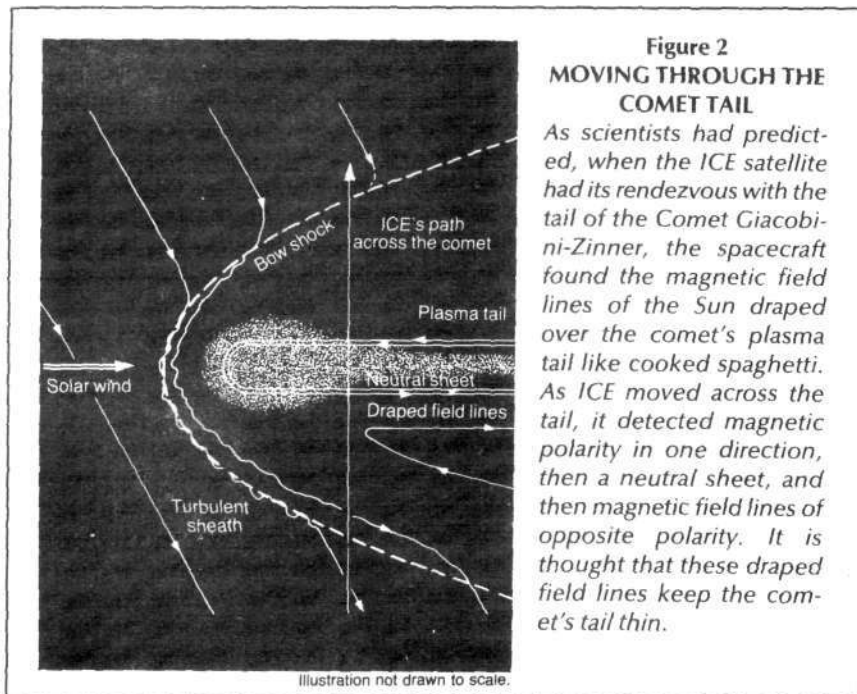 Figure 2
MOVING THROUGH THE
COMET TAIL
As scientists had predict-
ed, when the ICE satellite
had its rendezvous with the
tail of the Comet Giacobi-
ni-Zinner, the spacecraft
found the magnetic field
lines of the Sun draped
over the comet's plasma
tail like cooked spaghetti.
As ICE moved across the
tail, it detected magnetic
polarity in one direction,
then a neutral sheet, and
then magnetic field lines of
opposite polarity. It is
thought that these draped
field lines keep the com-
et's tail thin.
ICE's path
across the comet
Bow shock
Plasma tail
Solar wind
Neutral sheet
Draped field lines
Turbulent
sheath
Illustration not drawn to scale.